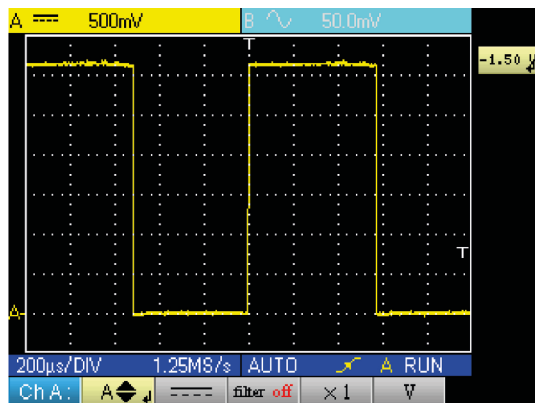 A 500mV B 50.0mV
T
-1.50 V
T
A
200µs/DIV 1.25MS/s AUTO A RUN
Ch A: A filter off ×1 V